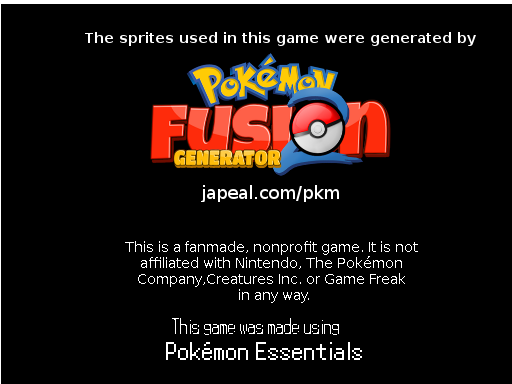 The sprites used in this game were generated by
POKéMON
FUSION
GENERATOR 2
japeal.com/pkm
This is a fanmade, nonprofit game. It is not
affiliated with Nintendo, The Pokémon
Company,Creatures Inc. or Game Freak
in any way.
This game was made using
Pokémon Essentials